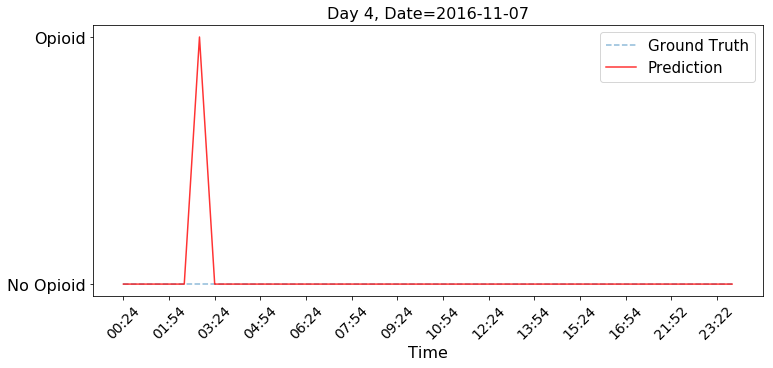 Day 4, Date=2016-11-07
Opioid
No Opioid
Ground Truth
Prediction
00:24
01:54
03:24
04:54
06:24
07:54
09:24
10:54
12:24
13:54
15:24
16:54
21:52
23:22
Time